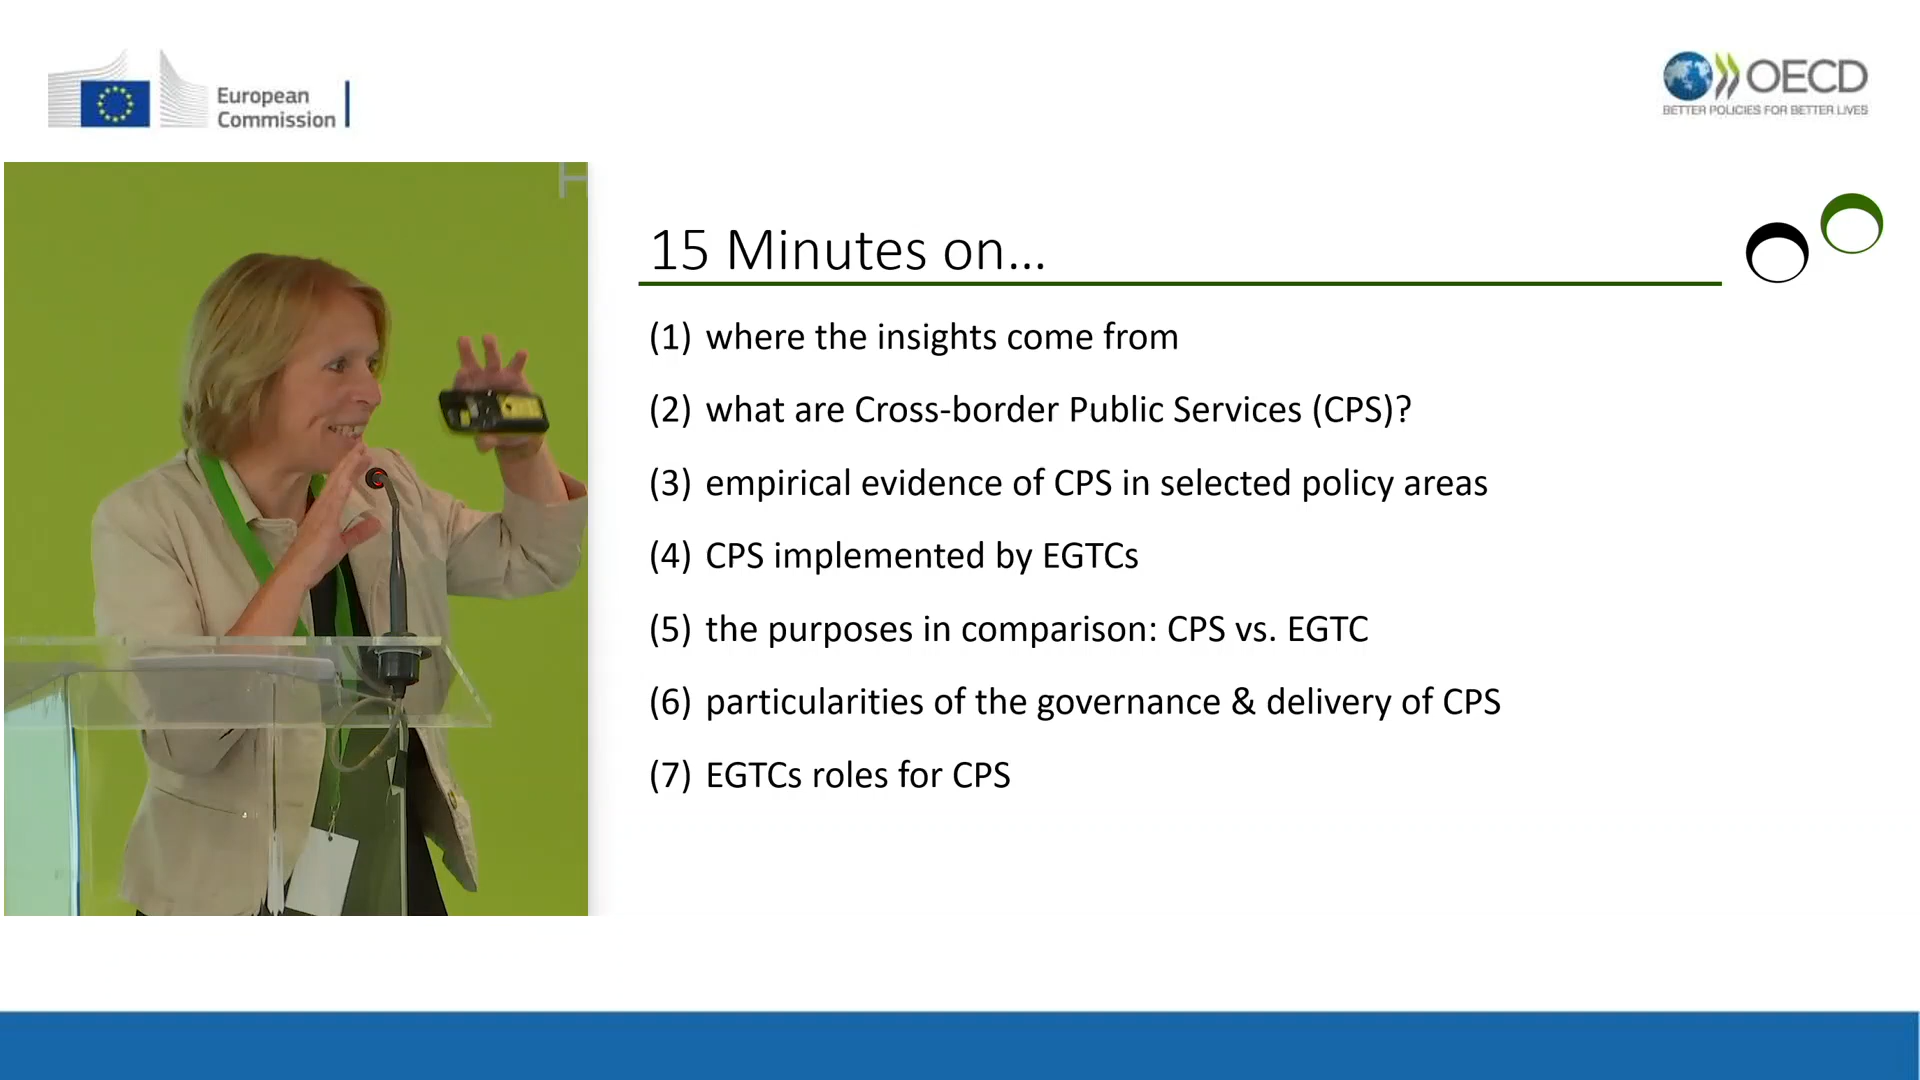 European
Commission
OECD
BETTER POLICIES FOR BETTER LIVES
H
15 Minutes on...
(1) where the insights come from
(2) what are Cross-border Public Services (CPS)?
(3) empirical evidence of CPS in selected policy areas
(4) CPS implemented by EGTCs
(5) the purposes in comparison: CPS vs. EGTC
(6) particularities of the governance & delivery of CPS
(7) EGTCs roles for CPS